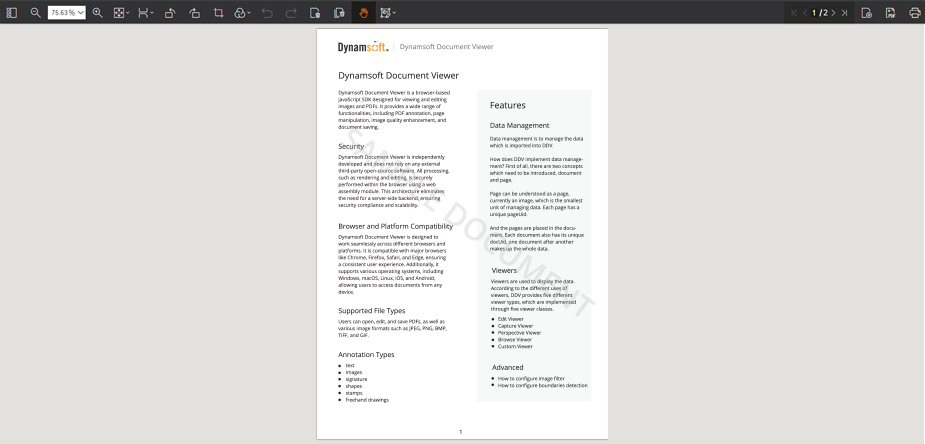 75.63 %
1 / 2
Dynamsoft. | Dynamsoft Document Viewer
Dynamsoft Document Viewer
Dynamsoft Document Viewer is a browser-based
JavaScript SDK designed for viewing and editing
images and PDFs. It provides a wide range of
functionalities, including PDF annotation, page
manipulation, image quality enhancement, and
document saving.
Security
Dynamsoft Document Viewer is independently
developed and does not rely on any external
third-party open-source software. All processing,
such as rendering and editing, is securely
performed within the browser using a web
assembly module. This architecture eliminates
the need for a server-side backend, ensuring
security compliance and scalability.
Browser and Platform Compatibility
Dynamsoft Document Viewer is designed to
work seamlessly across different browsers and
platforms. It is compatible with major browsers
like Chrome, Firefox, Safari, and Edge, ensuring
a consistent user experience. Additionally, it
supports various operating systems, including
Windows, macOS, Linux, iOS, and Android,
allowing users to access documents from any
device.
Supported File Types
Users can open, edit, and save PDFs, as well as
various image formats such as JPEG, PNG, BMP,
TIFF, and GIF.
Annotation Types
text
images
signature
shapes
stamps
freehand drawings
Features
Data Management
Data management is to manage the data
which is imported into DDV.
How does DDV implement data manage-
ment? First of all, there are two concepts
which need to be introduced, document
and page.
Page can be understood as a page,
currently an image, which is the smallest
unit of managing data. Each page has a
unique pageUid.
And the pages are placed in the docu-
ment. Each document also has its unique
docUid, one document after another
makes up the whole data.
Viewers
Viewers are used to display the data.
According to the different uses of
viewers, DDV provides five different
viewer types, which are implemented
through five viewer classes.
Edit Viewer
Capture Viewer
Perspective Viewer
Browse Viewer
Custom Viewer
Advanced
How to configure image filter
How to configure boundaries detection
SAMPLE DOCUMENT
1